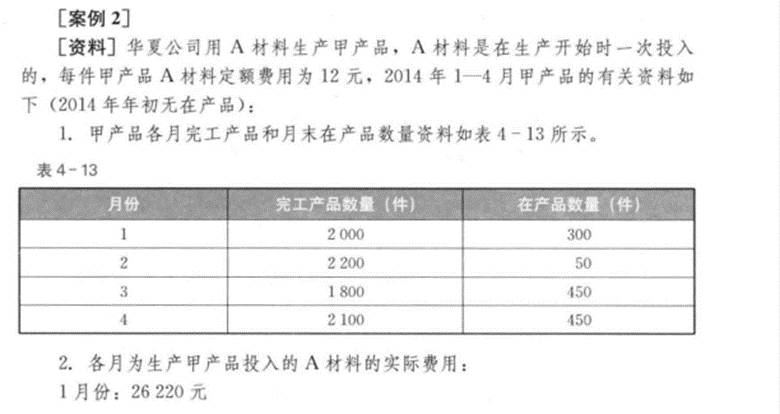 ［案例 2］
［资料］华夏公司用 A 材料生产甲产品，A 材料是在生产开始时一次投入
的，每件甲产品 A 材料定额费用为 12 元，2014 年 1—4 月甲产品的有关资料如
下（2014 年年初无在产品）：
1. 甲产品各月完工产品和月末在产品数量资料如表 4-13 所示。
表 4-13
月份 完工产品数量（件） 在产品数量（件）
1 2 000 300
2 2 200 50
3 1 800 450
4 2 100 450
2. 各月为生产甲产品投入的 A 材料的实际费用：
1 月份：26 220 元